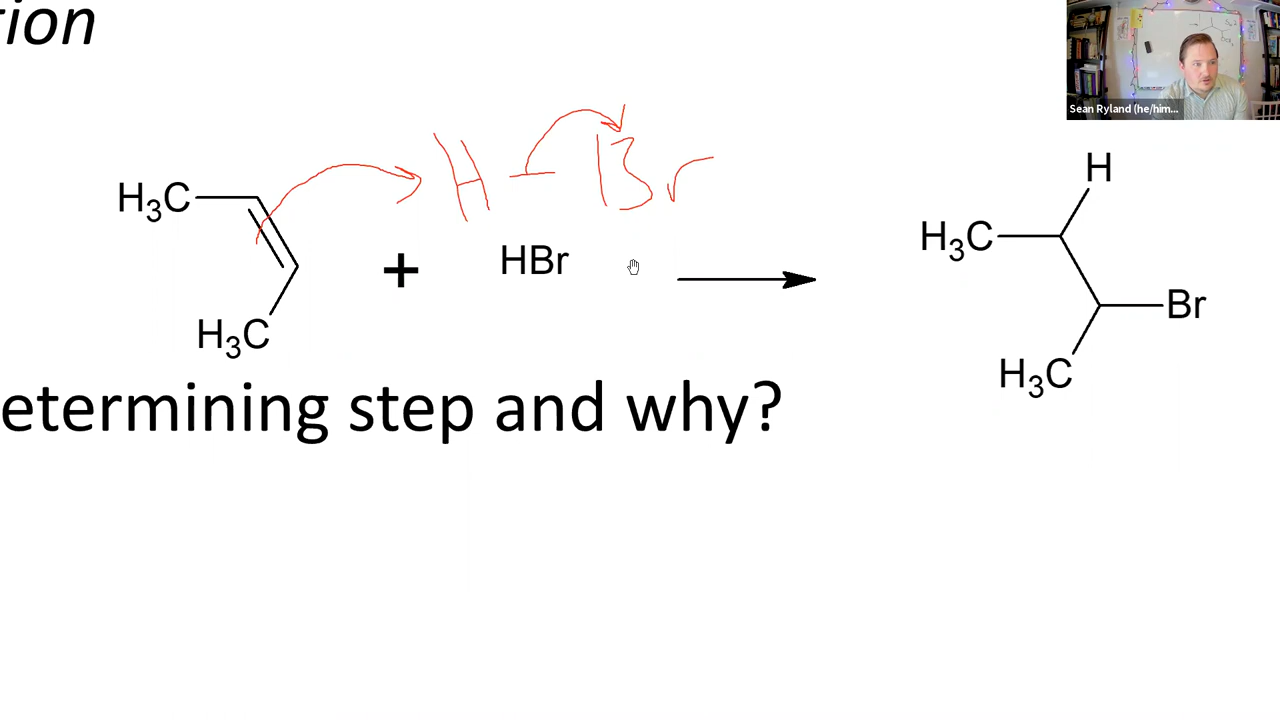 tion
Sean Ryland (he/him...
H - Br
H
H₃C
H₃C
+
HBr
Br
H₃C
H₃C
etermining step and why?